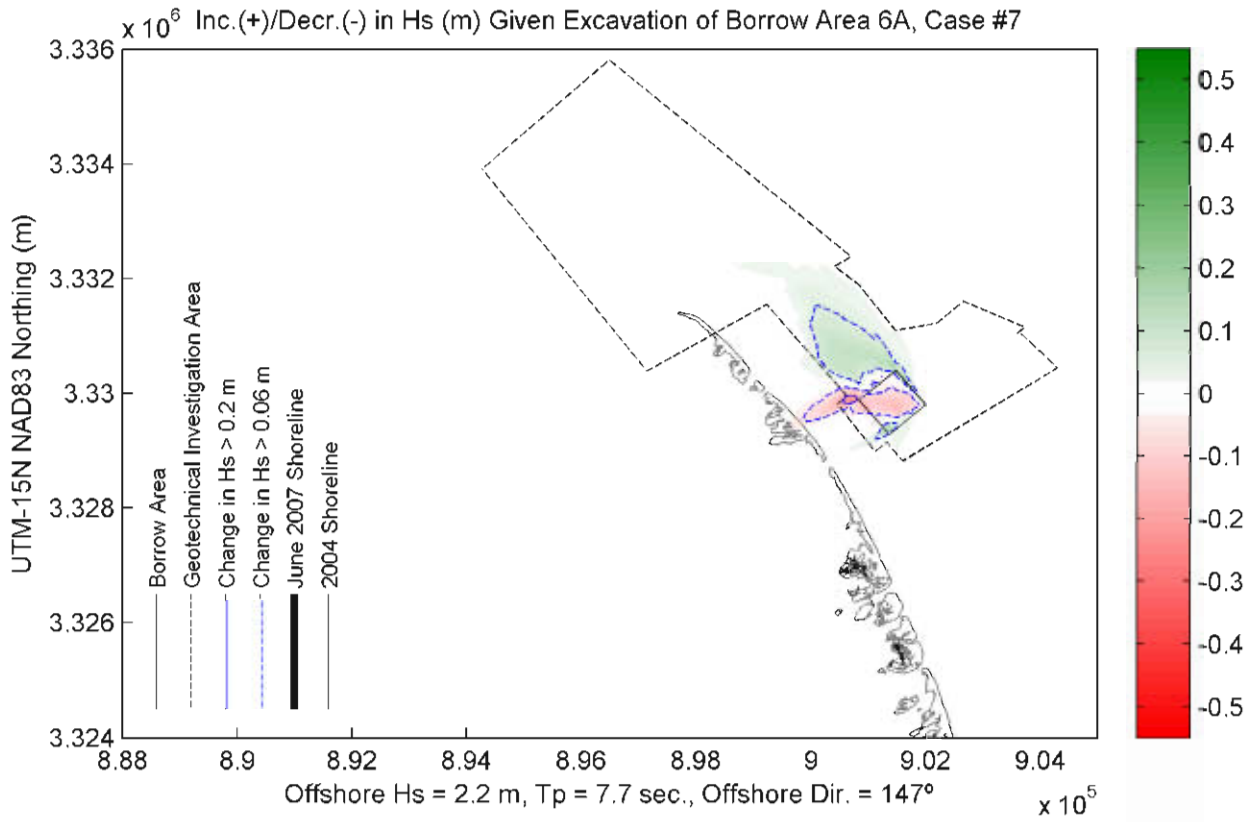 x 10⁶ Inc.(+)/Decr.(-) in Hs (m) Given Excavation of Borrow Area 6A, Case #7
UTM-15N NAD83 Northing (m)
3.336
3.334
3.332
3.33
3.328
3.326
3.324
Borrow Area
Geotechnical Investigation Area
Change in Hs > 0.2 m
Change in Hs > 0.06 m
June 2007 Shoreline
2004 Shoreline
8.88 8.9 8.92 8.94 8.96 8.98 9 9.02 9.04
x 10⁵
Offshore Hs = 2.2 m, Tp = 7.7 sec., Offshore Dir. = 147º
0.5
0.4
0.3
0.2
0.1
0
-0.1
-0.2
-0.3
-0.4
-0.5